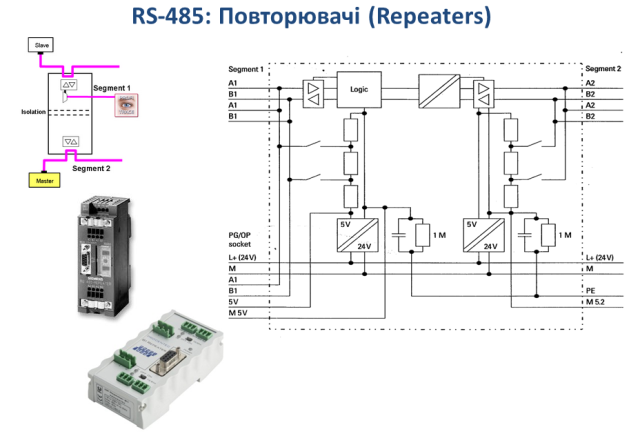 RS-485: Повторювачі (Repeaters)
Slave
Segment 1
Isolation
Segment 2
Master
Segment 1
Segment 2
A1
B1
A1
B1
Logic
A2
B2
A2
B2
5V
24V
1 M
5V
24V
1 M
PG/OP
socket
L+ (24V)
M
A1
B1
5V
M 5V
L+ (24V)
M
PE
M 5.2